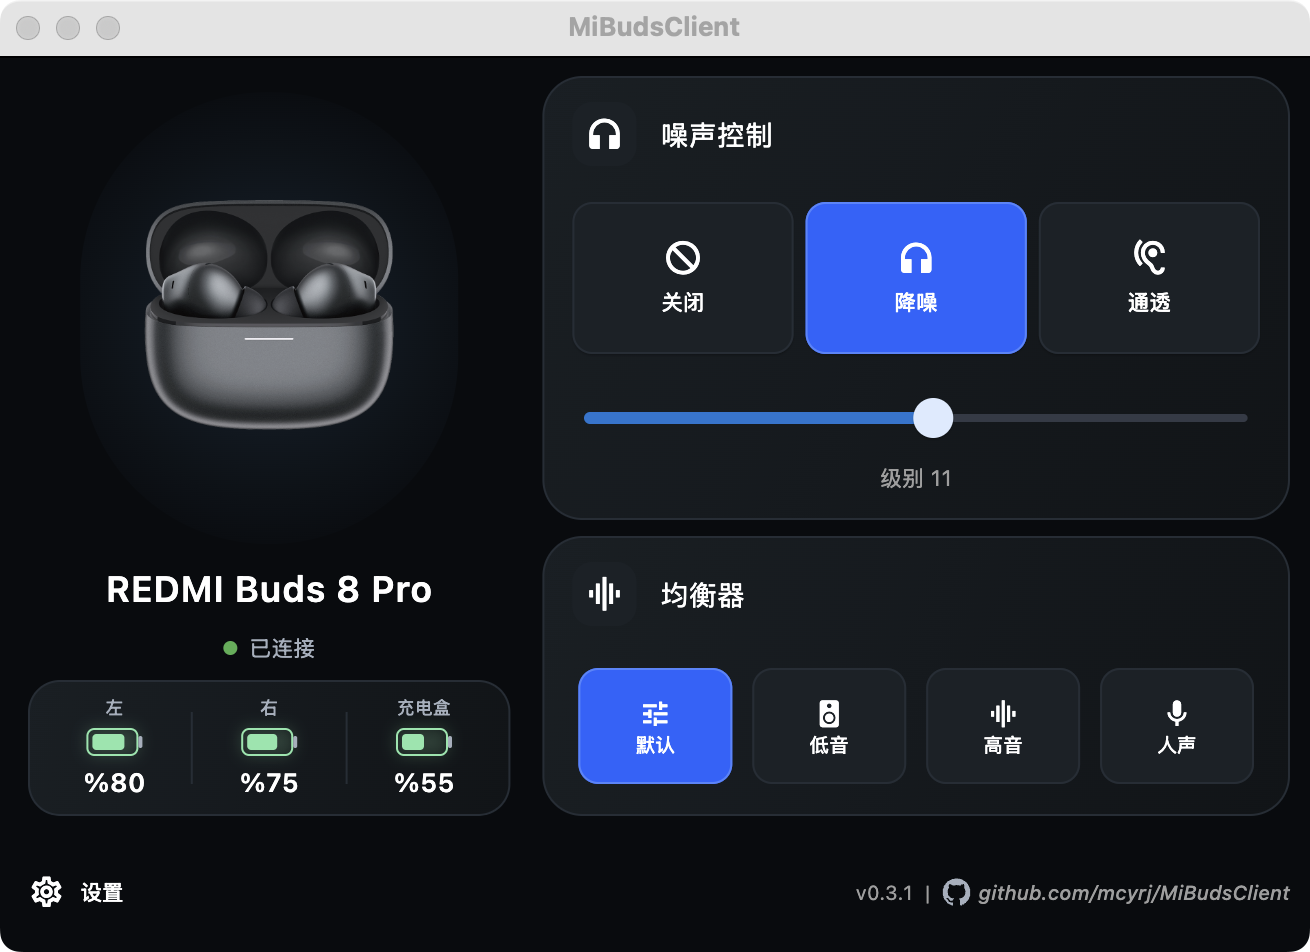 MiBudsClient
噪声控制
关闭 降噪 通透
级别 11
REDMI Buds 8 Pro
已连接
左 右 充电盒
%80 %75 %55
均衡器
默认 低音 高音 人声
设置
v0.3.1 | github.com/mcyrj/MiBudsClient